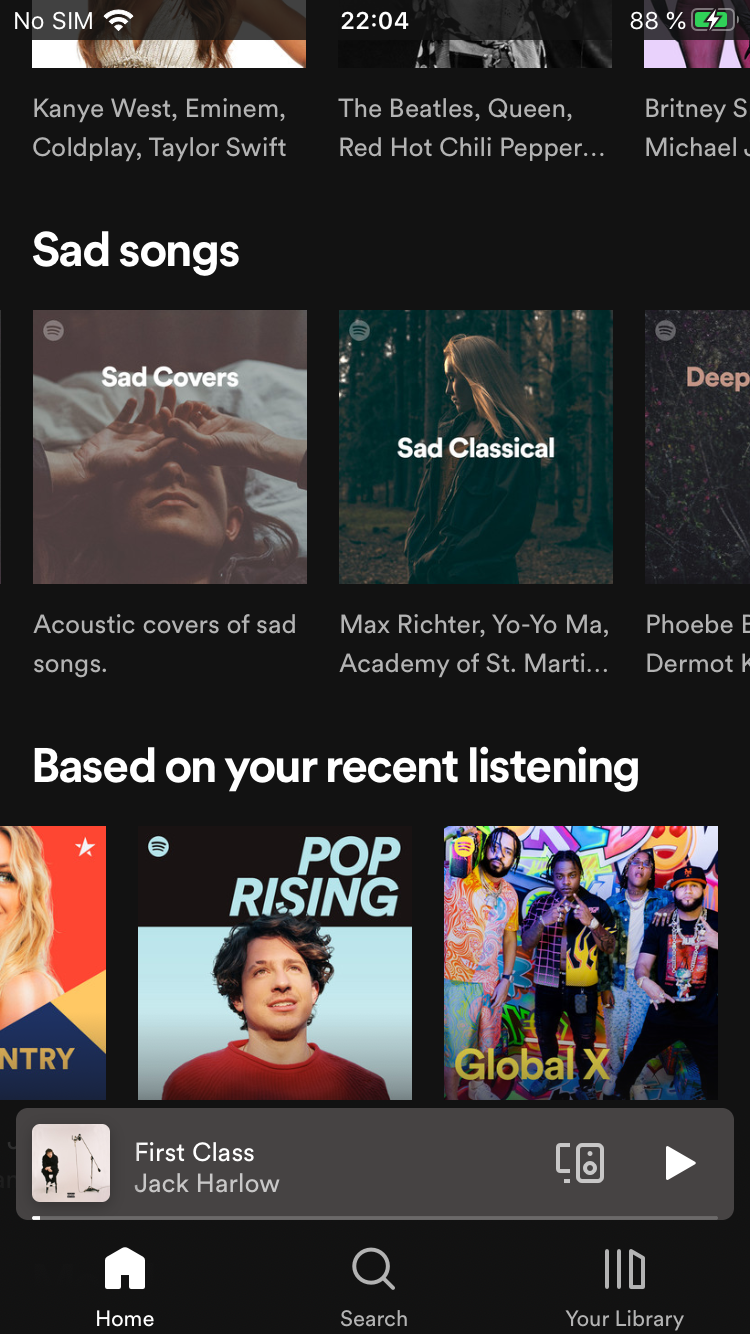 No SIM 22:04 88 %
Kanye West, Eminem,
Coldplay, Taylor Swift
The Beatles, Queen,
Red Hot Chili Pepper...
Britney S
Michael J
Sad songs
Sad Covers
Sad Classical
Deep
Acoustic covers of sad
songs.
Max Richter, Yo-Yo Ma,
Academy of St. Marti...
Phoebe B
Dermot K
Based on your recent listening
NTRY
POP
RISING
Global X
First Class
Jack Harlow
Home
Search
Your Library